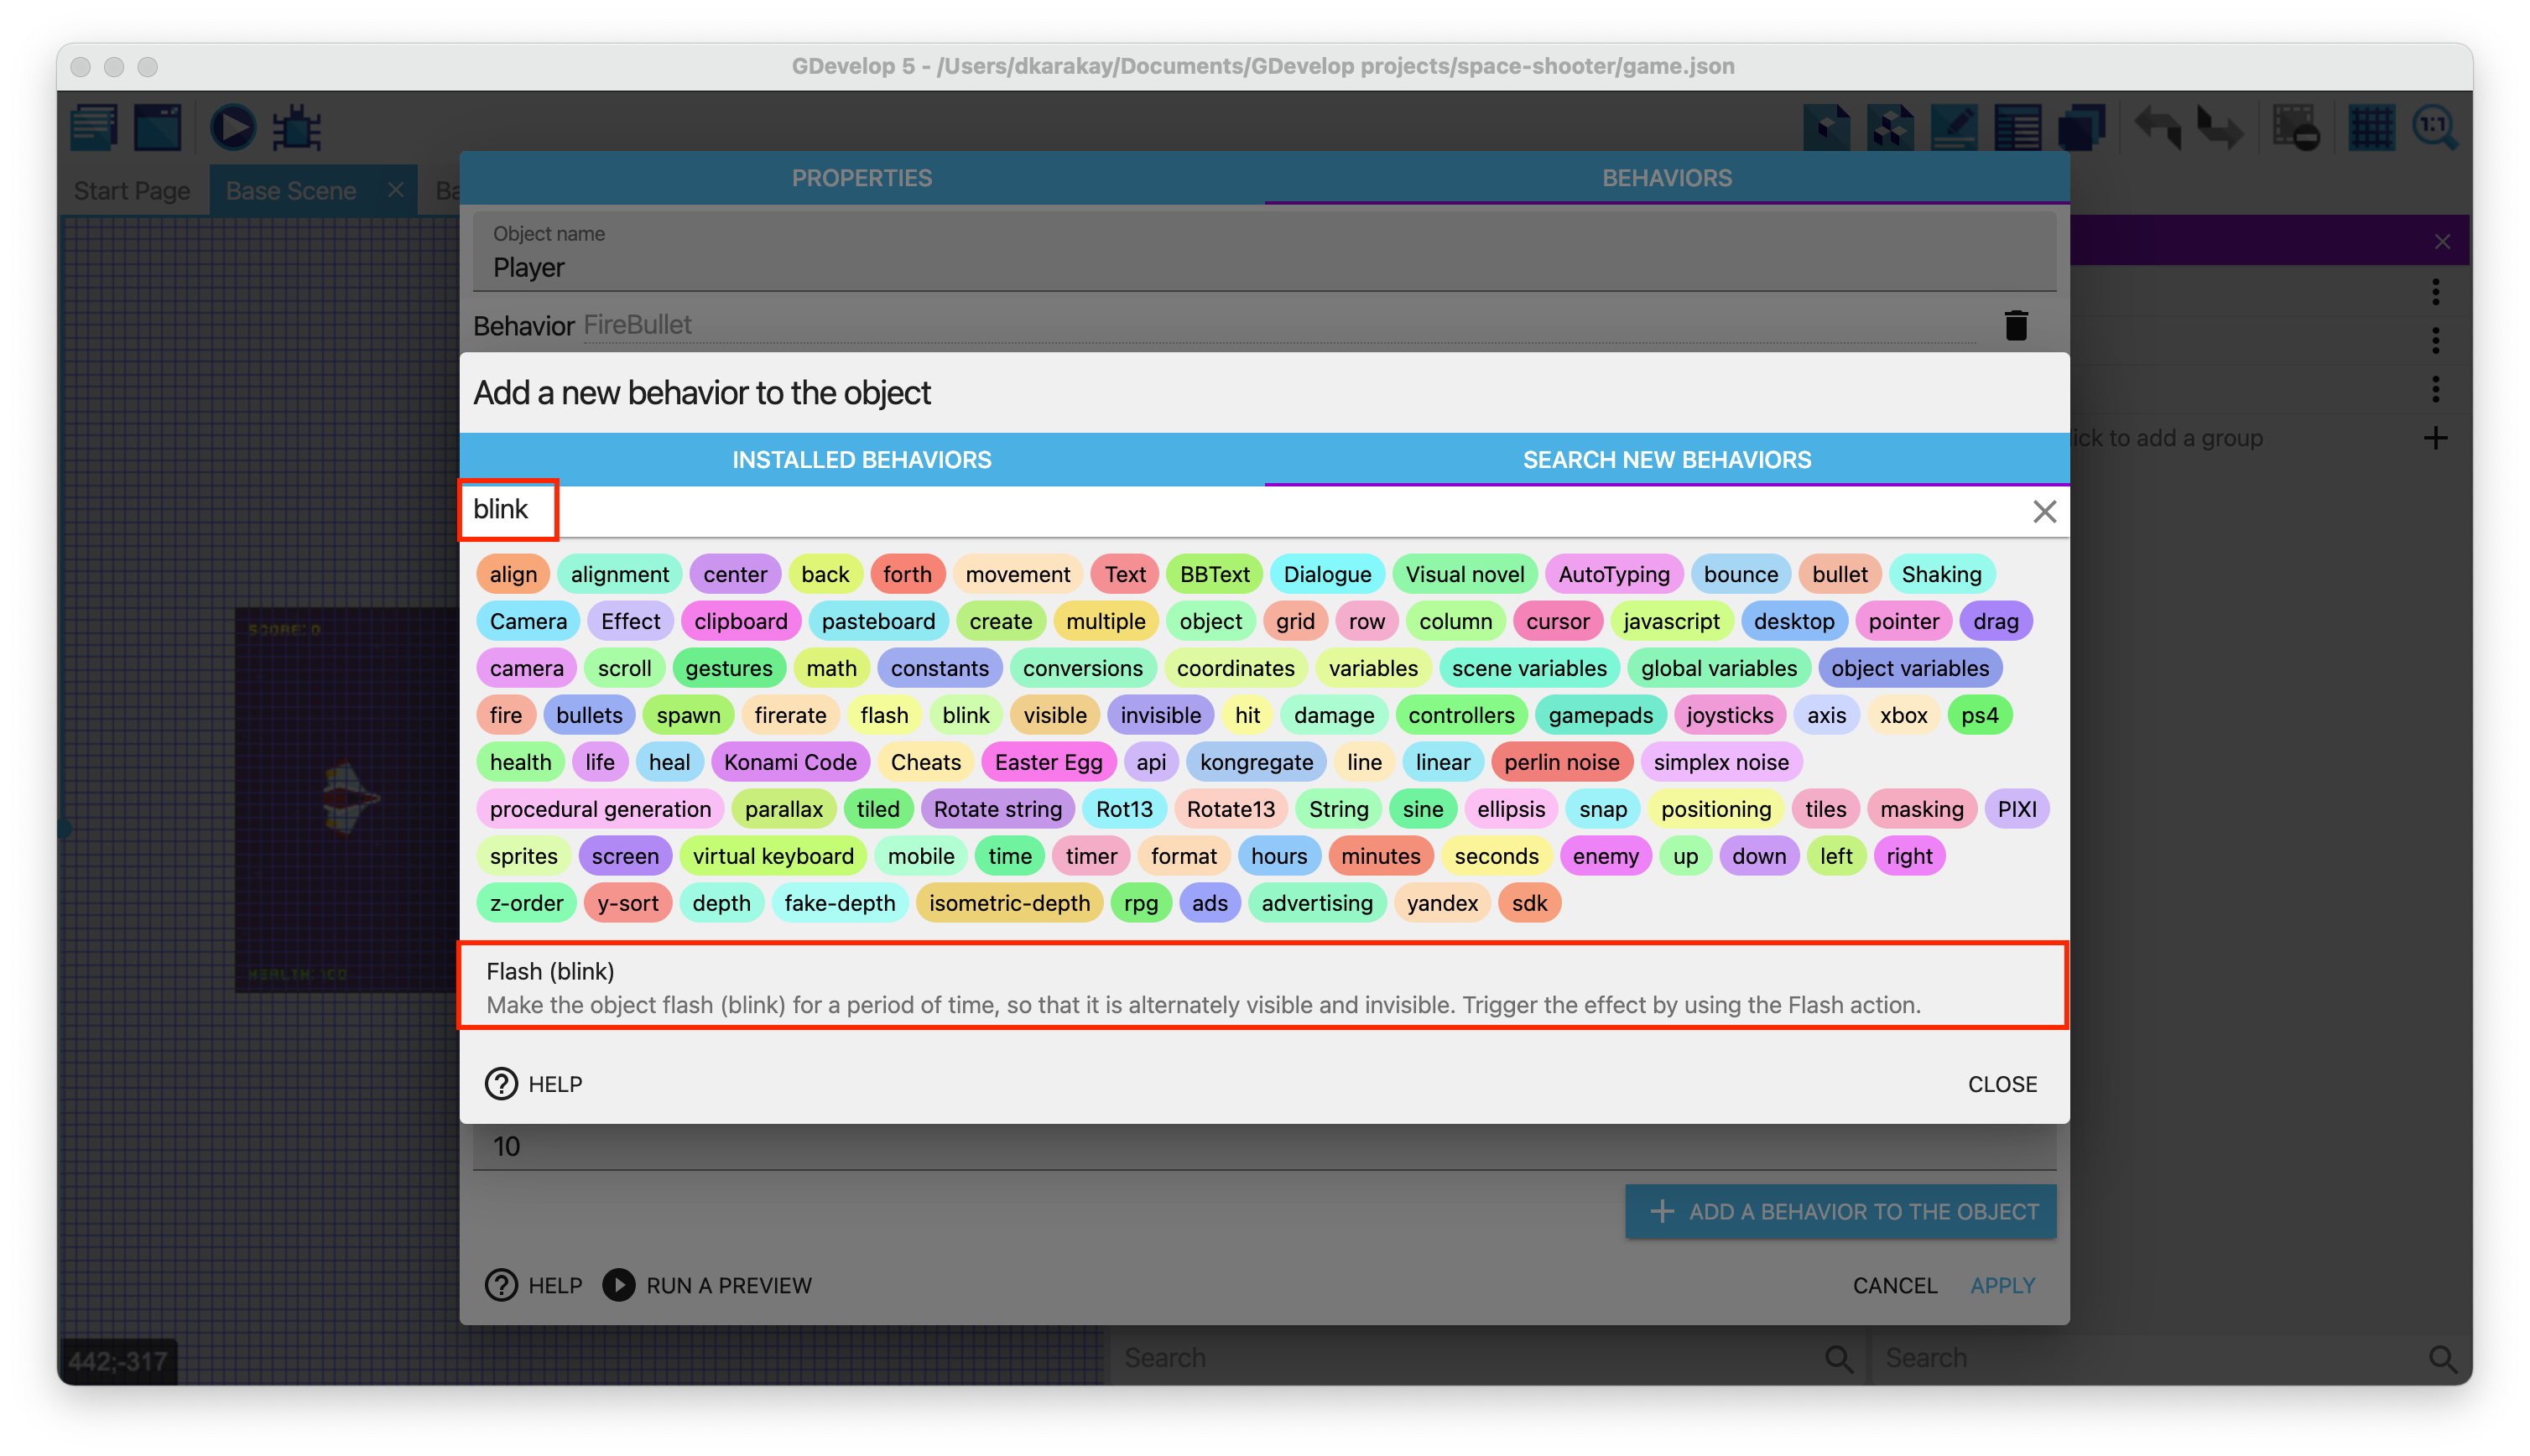 GDevelop 5 - /Users/dkarakay/Documents/GDevelop projects/space-shooter/game.json
1:1
Start Page
Base Scene
Ba
PROPERTIES
BEHAVIORS
Object name
Player
Behavior FireBullet
Add a new behavior to the object
INSTALLED BEHAVIORS
SEARCH NEW BEHAVIORS
ick to add a group
blink
align alignment center back forth movement Text BBText Dialogue Visual novel AutoTyping bounce bullet Shaking
Camera Effect clipboard pasteboard create multiple object grid row column cursor javascript desktop pointer drag
camera scroll gestures math constants conversions coordinates variables scene variables global variables object variables
fire bullets spawn firerate flash blink visible invisible hit damage controllers gamepads joysticks axis xbox ps4
health life heal Konami Code Cheats Easter Egg api kongregate line linear perlin noise simplex noise
procedural generation parallax tiled Rotate string Rot13 Rotate13 String sine ellipsis snap positioning tiles masking PIXI
sprites screen virtual keyboard mobile time timer format hours minutes seconds enemy up down left right
z-order y-sort depth fake-depth isometric-depth rpg ads advertising yandex sdk
SCORE: 0
HEALTH: 100
Flash (blink)
Make the object flash (blink) for a period of time, so that it is alternately visible and invisible. Trigger the effect by using the Flash action.
HELP
CLOSE
10
ADD A BEHAVIOR TO THE OBJECT
HELP
RUN A PREVIEW
CANCEL
APPLY
442;-317
Search
Search